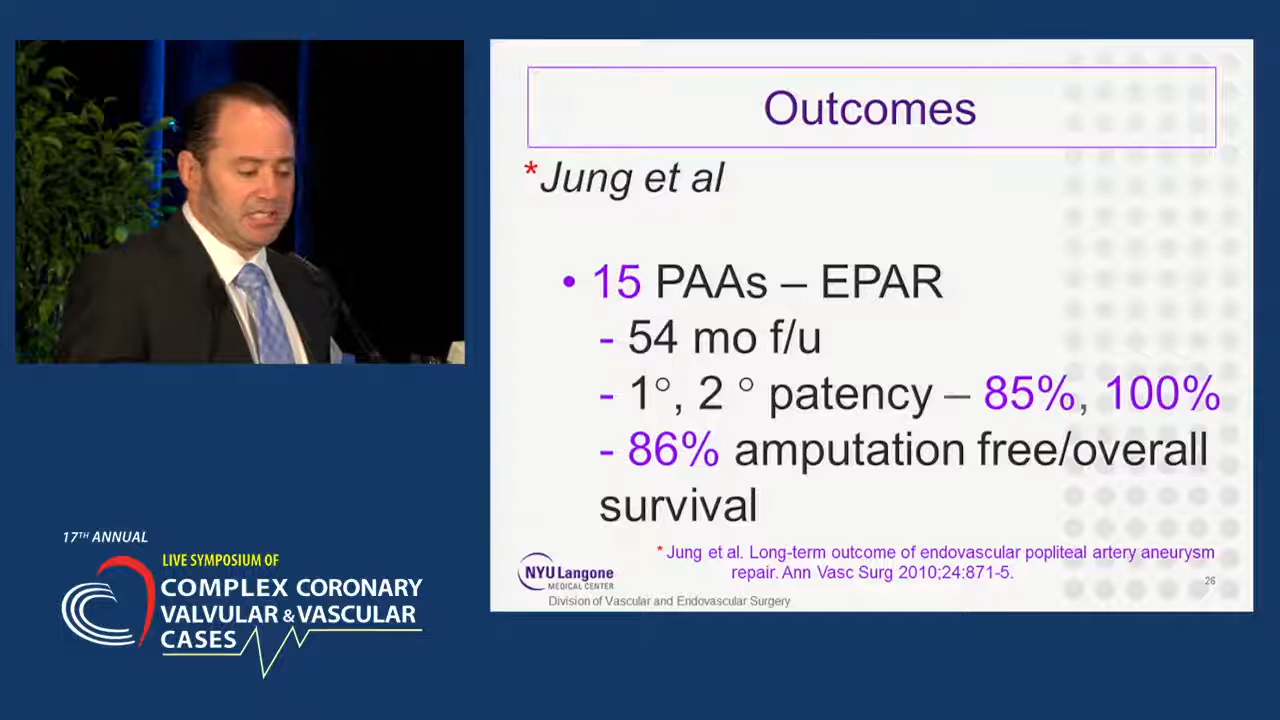 Outcomes
*Jung et al
• 15 PAAs – EPAR
- 54 mo f/u
- 1°, 2 ° patency – 85%, 100%
- 86% amputation free/overall
survival
* Jung et al. Long-term outcome of endovascular popliteal artery aneurysm
repair. Ann Vasc Surg 2010;24:871-5.
NYU Langone
MEDICAL CENTER
Division of Vascular and Endovascular Surgery
26
17TH ANNUAL
LIVE SYMPOSIUM OF
COMPLEX CORONARY
VALVULAR & VASCULAR
CASES